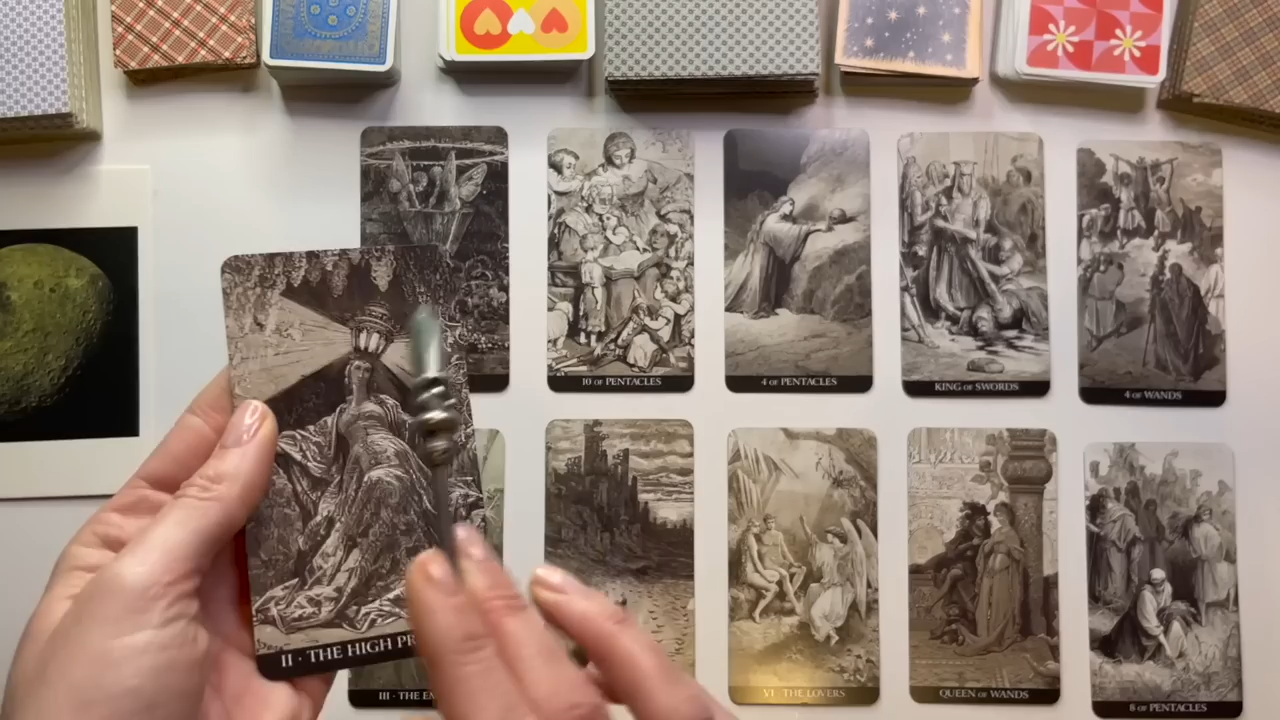 10 OF PENTACLES
4 OF PENTACLES
KING OF SWORDS
4 OF WANDS
II · THE HIGH PR
III · THE EM
VI · THE LOVERS
QUEEN OF WANDS
8 OF PENTACLES